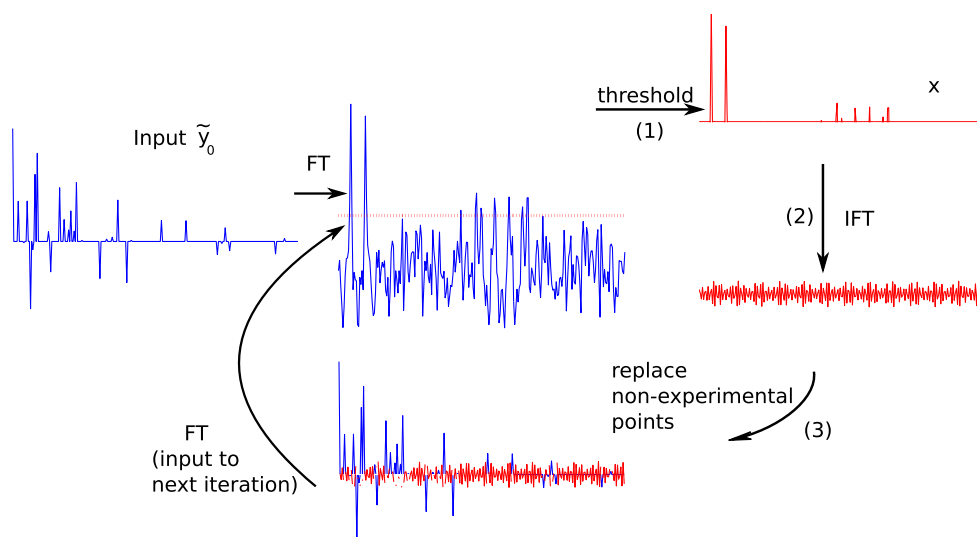 Input ỹ0
FT
threshold
(1)
x
(2)
IFT
replace
non-experimental
points
(3)
FT
(input to
next iteration)